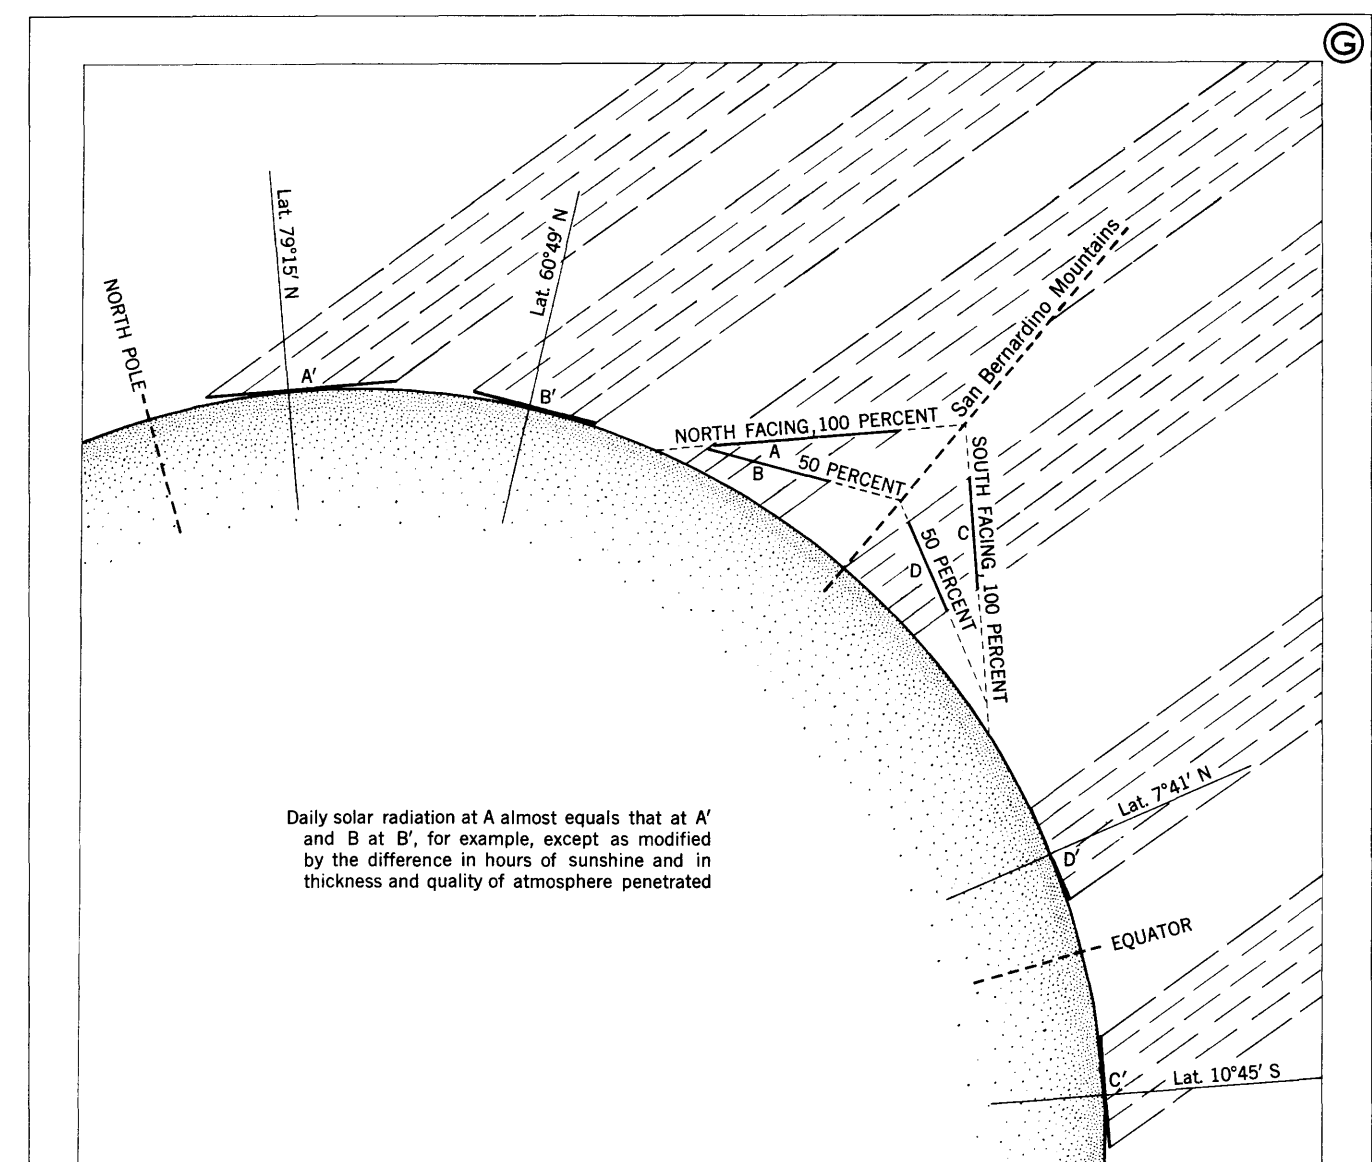 G
Lat. 79°15′ N
Lat. 60°49′ N
NORTH POLE
A′
B′
San Bernardino Mountains
NORTH FACING, 100 PERCENT
A
B
50 PERCENT
SOUTH FACING, 100 PERCENT
C
50 PERCENT
D
Lat. 7°41′ N
D′
EQUATOR
C′
Lat. 10°45′ S
Daily solar radiation at A almost equals that at A′
and B at B′, for example, except as modified
by the difference in hours of sunshine and in
thickness and quality of atmosphere penetrated